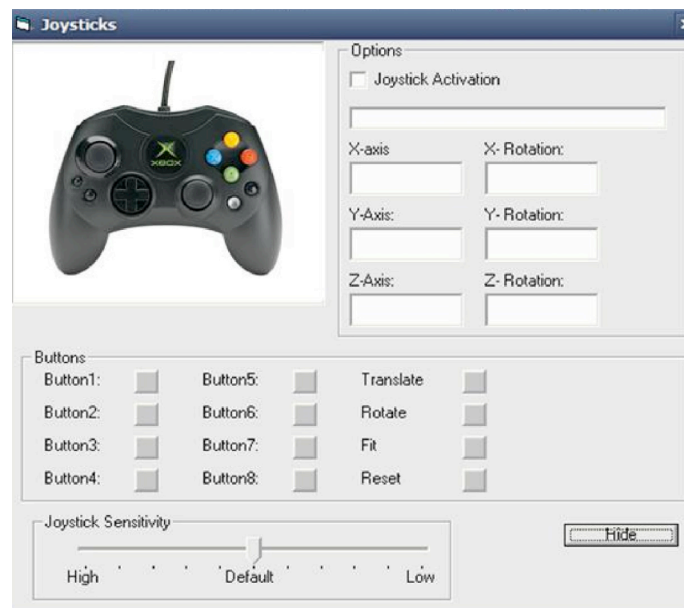 Joysticks
XBOX
Options
Joystick Activation
X-axis X- Rotation:
Y-Axis: Y- Rotation:
Z-Axis: Z- Rotation:
Buttons
Button1: Button5: Translate
Button2: Button6: Rotate
Button3: Button7: Fit
Button4: Button8: Reset
Joystick Sensitivity
High Default Low
Hide